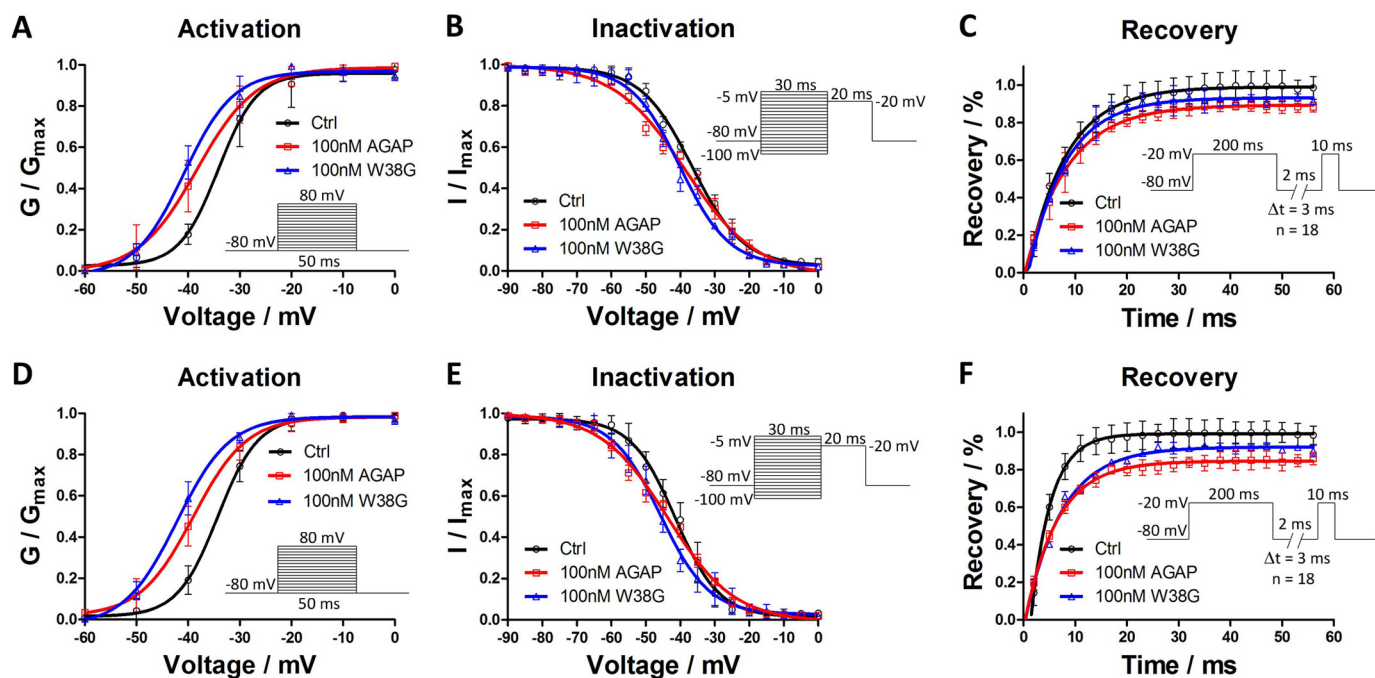 A Activation
G / Gmax
1.0
0.8
0.6
0.4
0.2
0.0
-60 -50 -40 -30 -20 -10 0
Voltage / mV
Ctrl
100nM AGAP
100nM W38G
80 mV
-80 mV
50 ms
B Inactivation
I / Imax
1.0
0.8
0.6
0.4
0.2
0.0
-90 -80 -70 -60 -50 -40 -30 -20 -10 0
Voltage / mV
30 ms
-5 mV
20 ms
-20 mV
-80 mV
-100 mV
Ctrl
100nM AGAP
100nM W38G
C Recovery
Recovery / %
1.0
0.8
0.6
0.4
0.2
0.0
0 10 20 30 40 50 60
Time / ms
-20 mV
200 ms
10 ms
-80 mV
2 ms
Δt = 3 ms
n = 18
Ctrl
100nM AGAP
100nM W38G
D Activation
G / Gmax
1.0
0.8
0.6
0.4
0.2
0.0
-60 -50 -40 -30 -20 -10 0
Voltage / mV
Ctrl
100nM AGAP
100nM W38G
80 mV
-80 mV
50 ms
E Inactivation
I / Imax
1.0
0.8
0.6
0.4
0.2
0.0
-90 -80 -70 -60 -50 -40 -30 -20 -10 0
Voltage / mV
30 ms
-5 mV
20 ms
-20 mV
-80 mV
-100 mV
Ctrl
100nM AGAP
100nM W38G
F Recovery
Recovery / %
1.0
0.8
0.6
0.4
0.2
0.0
0 10 20 30 40 50 60
Time / ms
-20 mV
200 ms
10 ms
-80 mV
2 ms
Δt = 3 ms
n = 18
Ctrl
100nM AGAP
100nM W38G